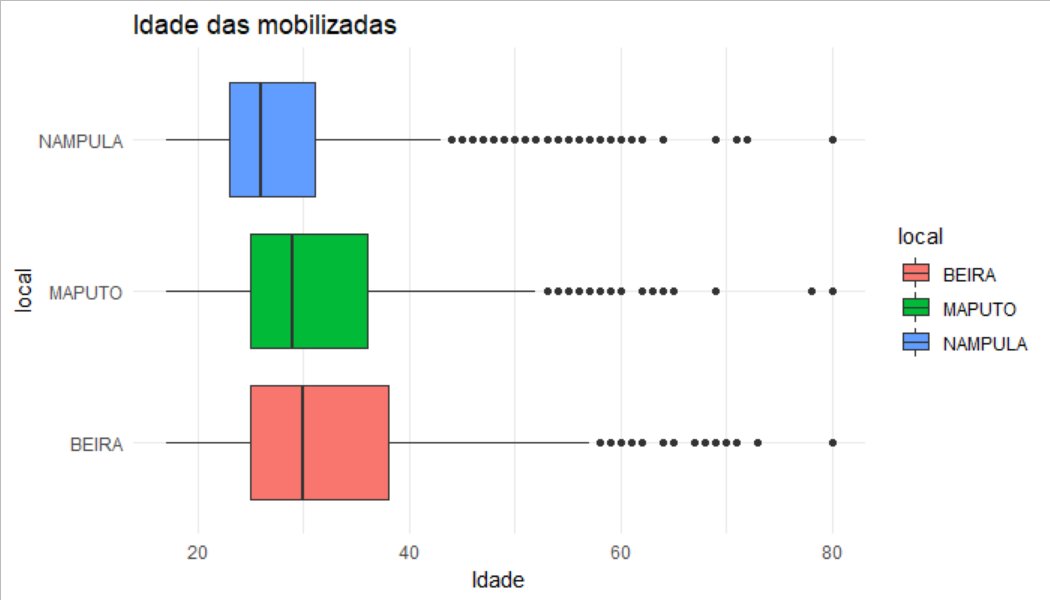 Idade das mobilizadas
NAMPULA
MAPUTO
BEIRA
local
20
40
60
80
Idade
local
BEIRA
MAPUTO
NAMPULA